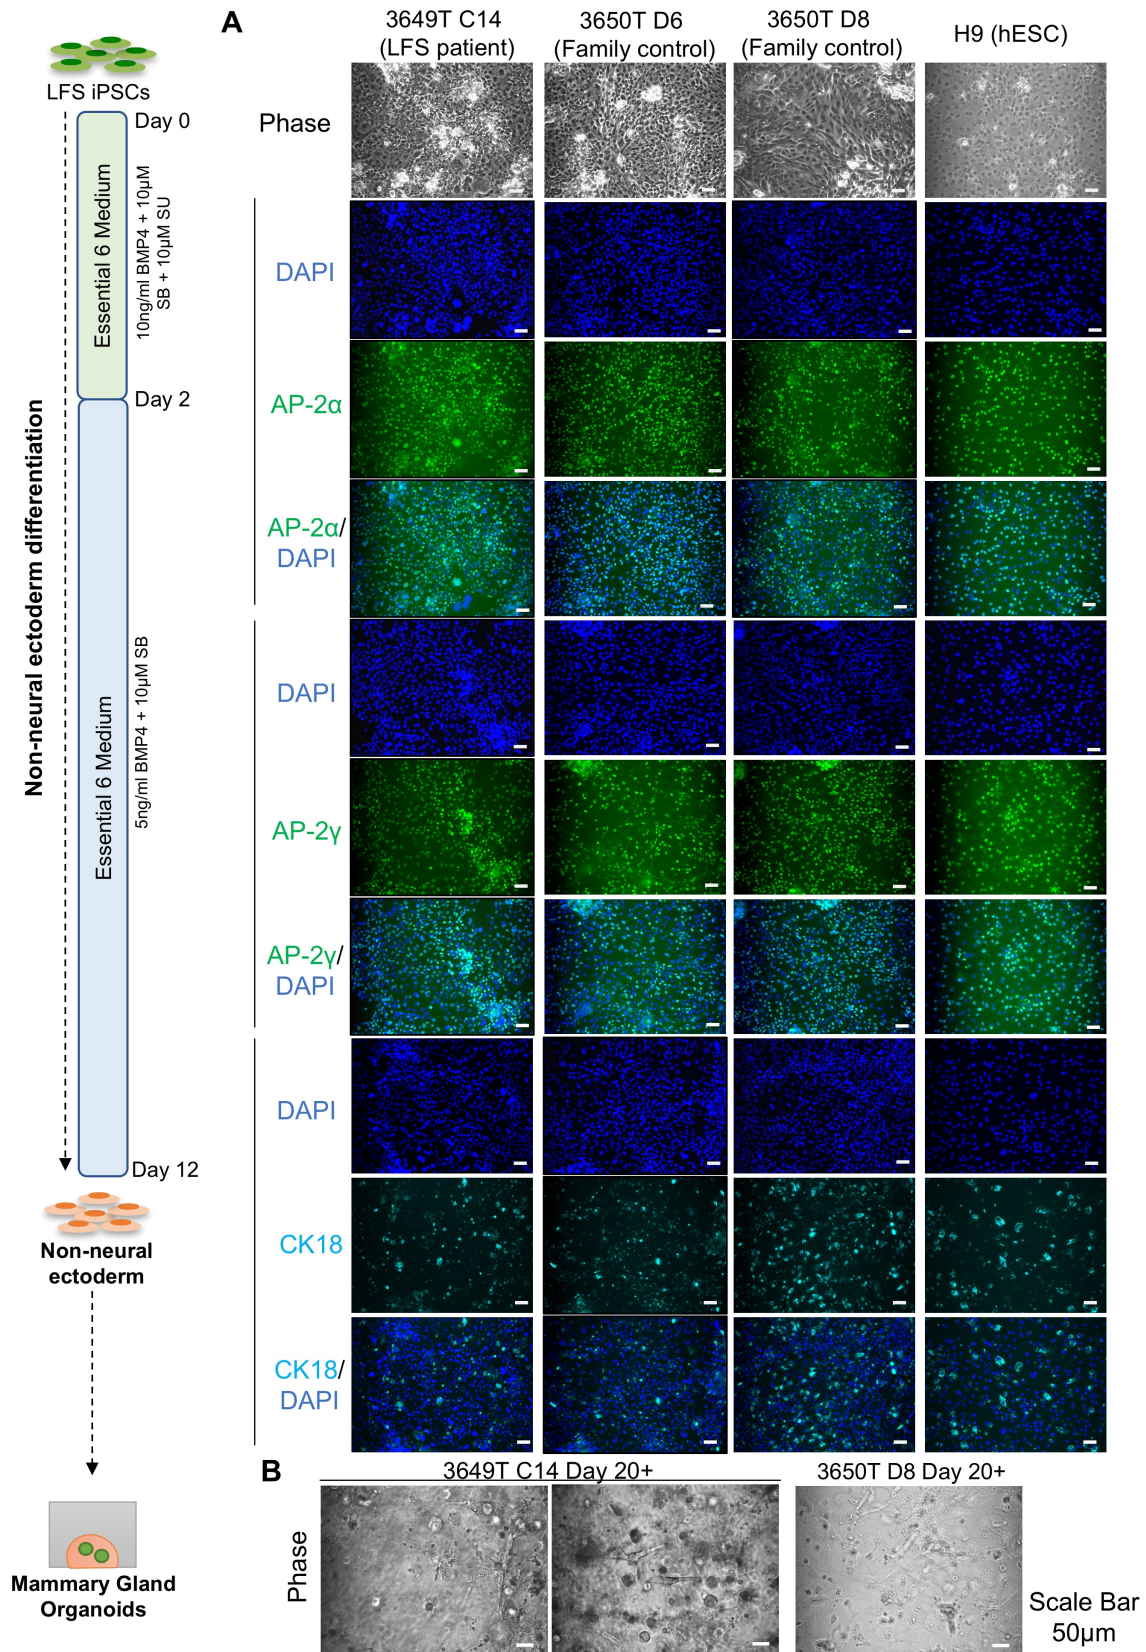 LFS iPSCs
Day 0
Essential 6 Medium
10ng/ml BMP4 + 10µM
SB + 10µM SU
Day 2
Non-neural ectoderm differentiation
Essential 6 Medium
5ng/ml BMP4 + 10µM SB
Day 12
Non-neural
ectoderm
Mammary Gland
Organoids
A
3649T C14
(LFS patient)
3650T D6
(Family control)
3650T D8
(Family control)
H9 (hESC)
Phase
DAPI
AP-2α
AP-2α/
DAPI
DAPI
AP-2γ
AP-2γ/
DAPI
DAPI
CK18
CK18/
DAPI
B
3649T C14 Day 20+
3650T D8 Day 20+
Phase
Scale Bar
50µm